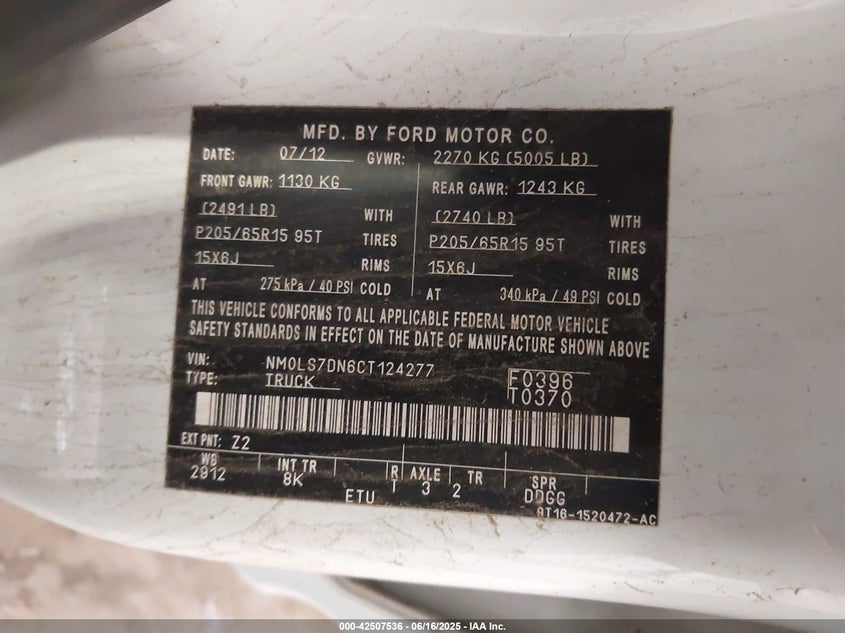 MFD. BY FORD MOTOR CO.
DATE: 07/12 GVWR: 2270 KG (5005 LB)
FRONT GAWR: 1130 KG REAR GAWR: 1243 KG
(2491 LB) WITH (2740 LB) WITH
P205/65R15 95T TIRES P205/65R15 95T TIRES
15X6J RIMS 15X6J RIMS
AT 275 kPa / 40 PSI COLD AT 340 kPa / 49 PSI COLD
THIS VEHICLE CONFORMS TO ALL APPLICABLE FEDERAL MOTOR VEHICLE
SAFETY STANDARDS IN EFFECT ON THE DATE OF MANUFACTURE SHOWN ABOVE
VIN: NM0LS7DN6CT124277 F0396
TYPE: TRUCK T0370
EXT PNT: Z2
WB INT TR R AXLE TR SPR
2912 8K T 3 2 DDGG
ETU
9T16-1520472-AC
000-42507536 - 06/16/2025 - IAA Inc.